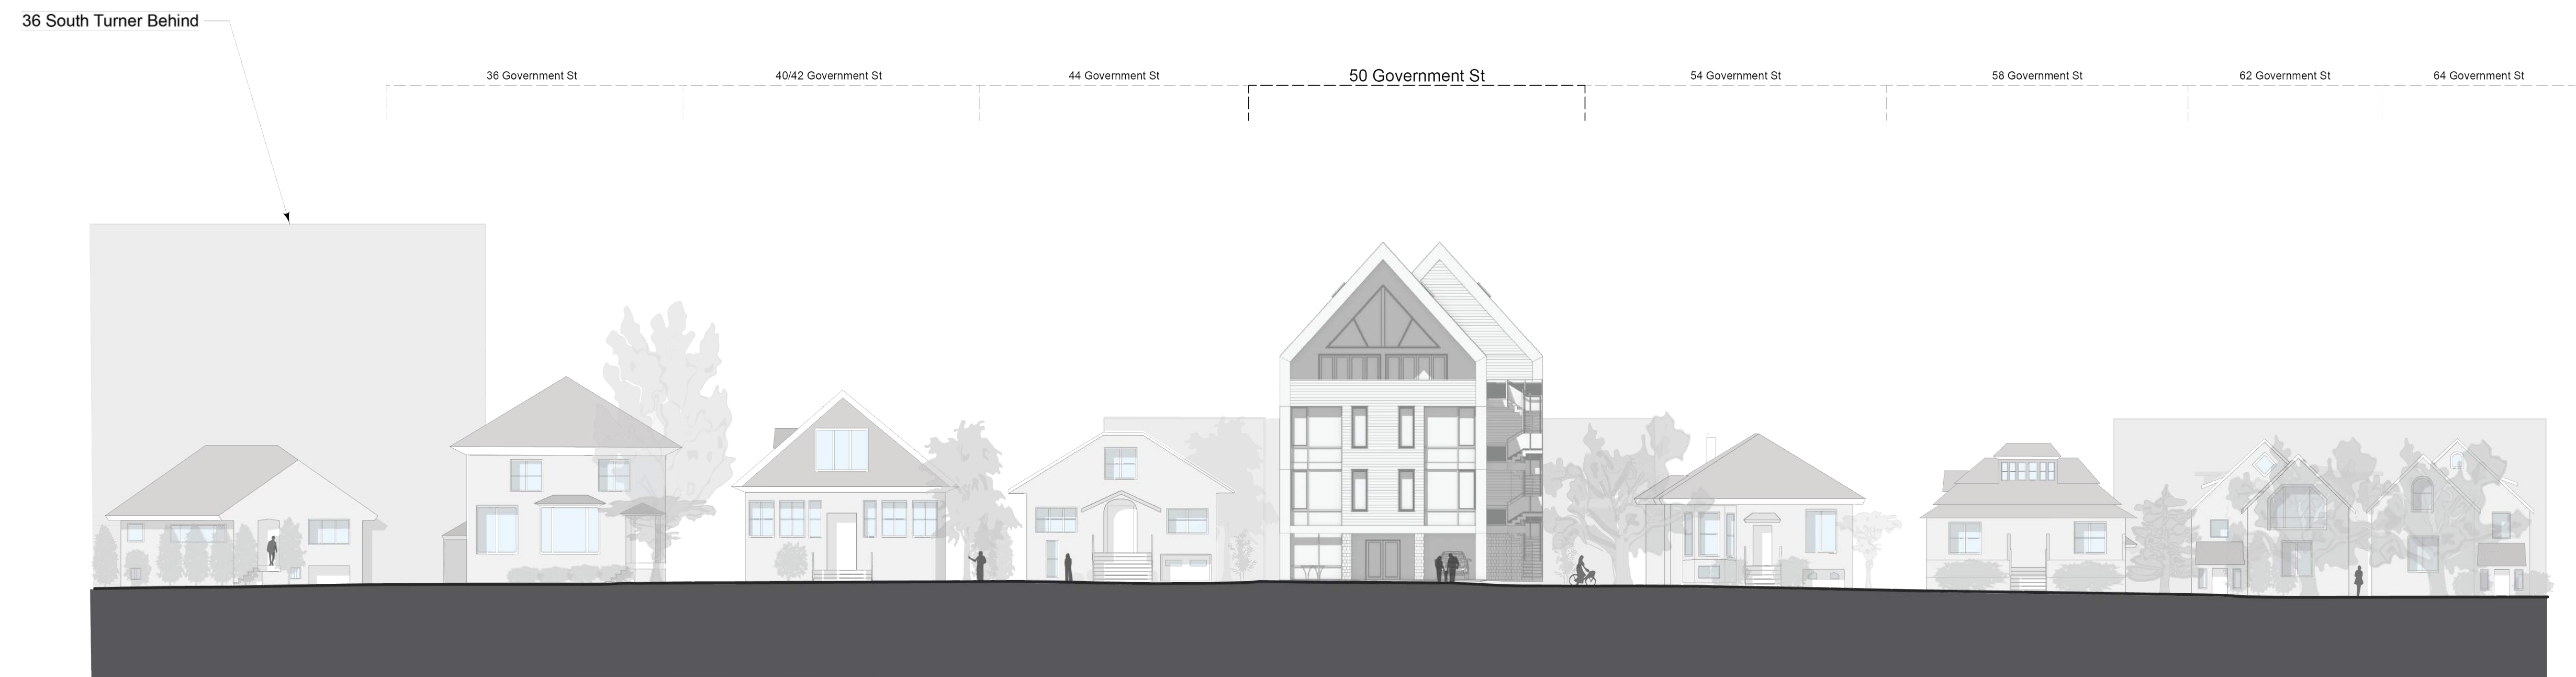 36 South Turner Behind
36 Government St
40/42 Government St
44 Government St
50 Government St
54 Government St
58 Government St
62 Government St
64 Government St